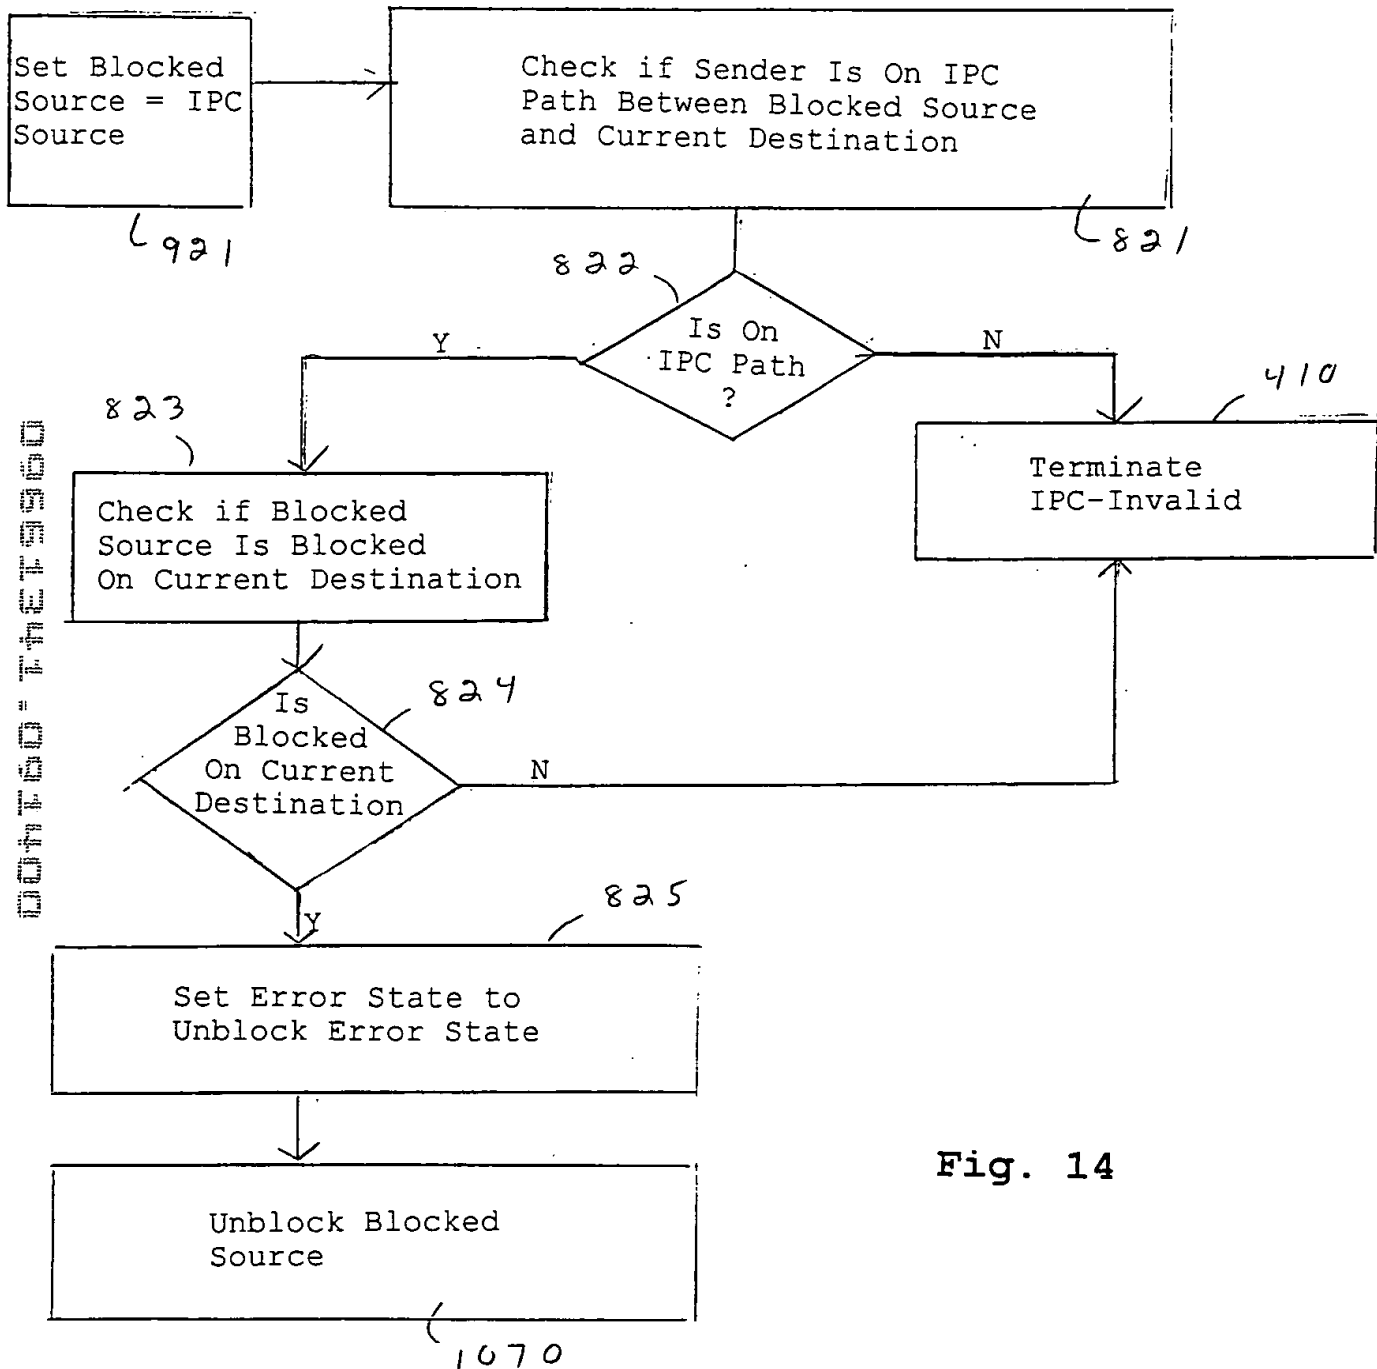 Set Blocked
Source = IPC
Source
921
Check if Sender Is On IPC
Path Between Blocked Source
and Current Destination
821
822
Is On
IPC Path
?
Y
N
410
Terminate
IPC-Invalid
823
Check if Blocked
Source Is Blocked
On Current Destination
824
Is
Blocked
On Current
Destination
N
Y
825
Set Error State to
Unblock Error State
Unblock Blocked
Source
1070
Fig. 14